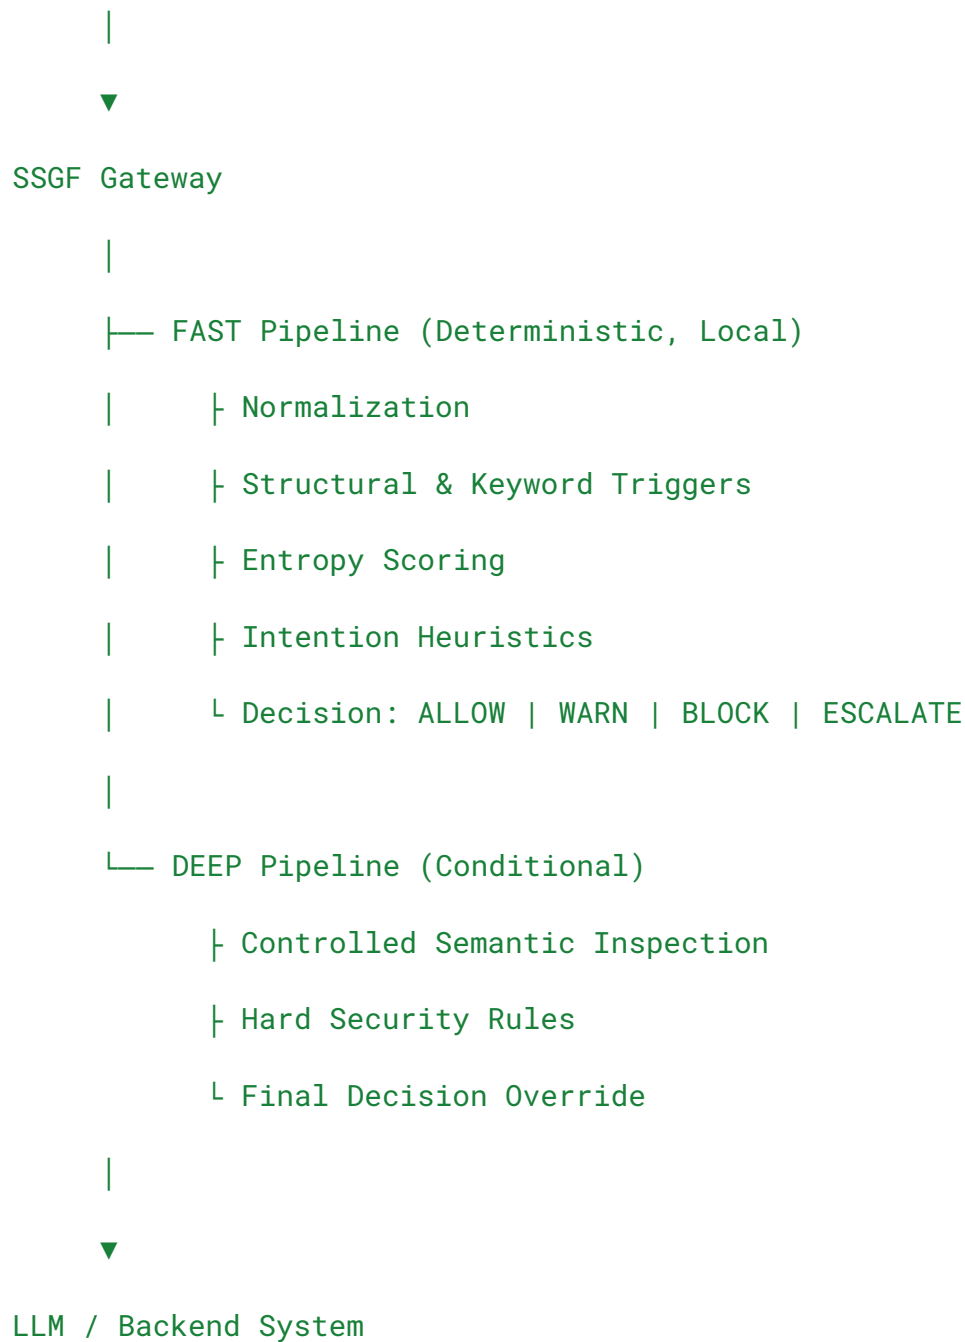 │
▼
SSGF Gateway
│
├── FAST Pipeline (Deterministic, Local)
│     ├ Normalization
│     ├ Structural & Keyword Triggers
│     ├ Entropy Scoring
│     ├ Intention Heuristics
│     └ Decision: ALLOW | WARN | BLOCK | ESCALATE
│
└── DEEP Pipeline (Conditional)
      ├ Controlled Semantic Inspection
      ├ Hard Security Rules
      └ Final Decision Override
│
▼
LLM / Backend System